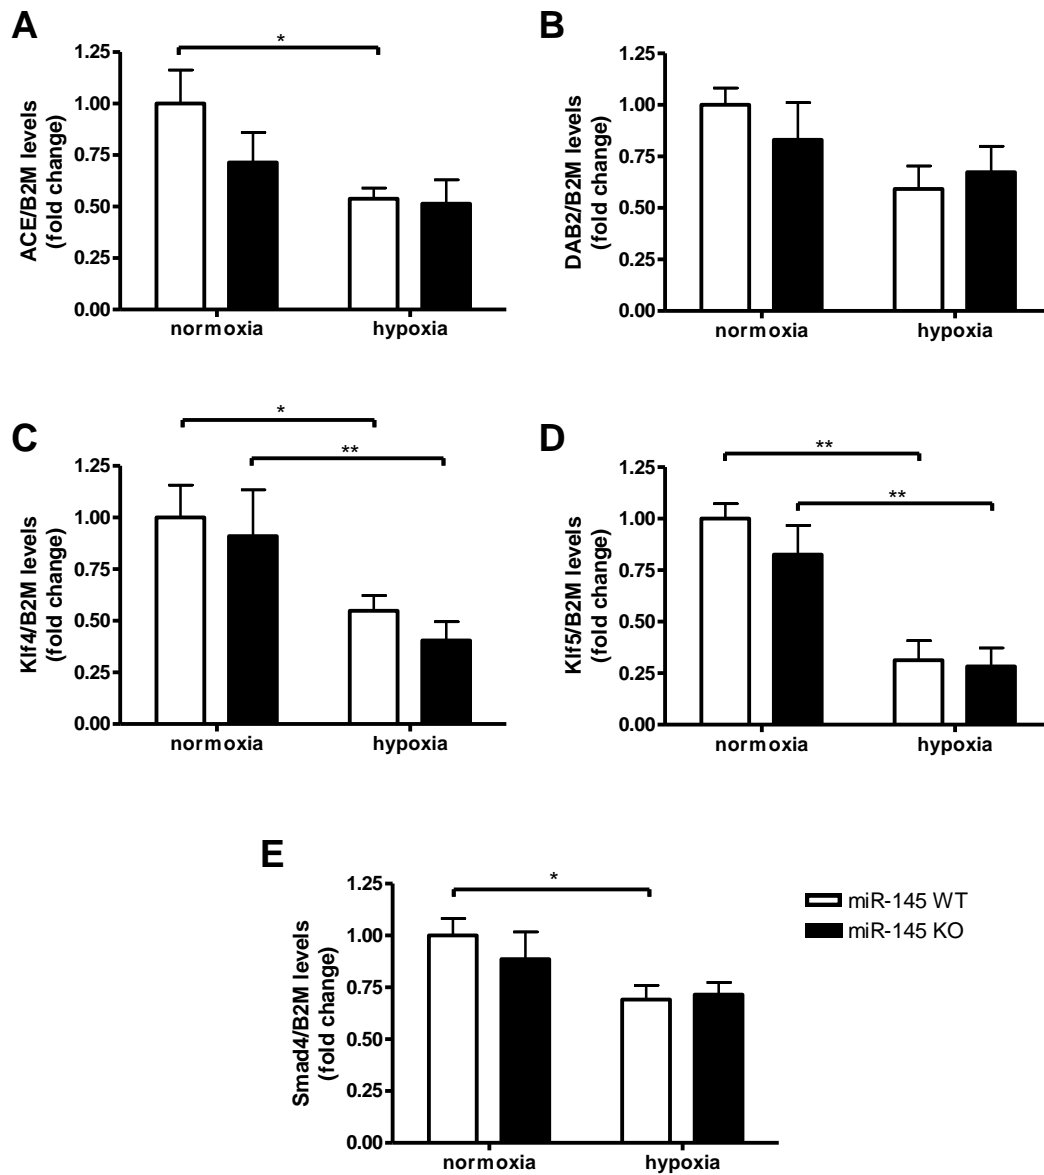 A
*
1.25
1.00
0.75
0.50
0.25
0.00
ACE/B2M levels
(fold change)
normoxia
hypoxia
B
1.25
1.00
0.75
0.50
0.25
0.00
DAB2/B2M levels
(fold change)
normoxia
hypoxia
C
*
**
1.25
1.00
0.75
0.50
0.25
0.00
Klf4/B2M levels
(fold change)
normoxia
hypoxia
D
**
**
1.25
1.00
0.75
0.50
0.25
0.00
Klf5/B2M levels
(fold change)
normoxia
hypoxia
E
*
1.25
1.00
0.75
0.50
0.25
0.00
Smad4/B2M levels
(fold change)
normoxia
hypoxia
miR-145 WT
miR-145 KO